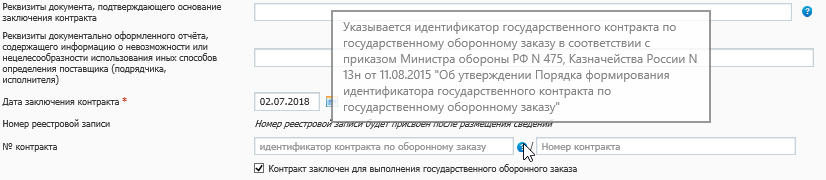 Реквизиты документа, подтверждающего основание
заключения контракта
Реквизиты документально оформленного отчёта,
содержащего информацию о невозможности или
нецелесообразности использования иных способов
определения поставщика (подрядчика,
исполнителя)
Указывается идентификатор государственного контракта по
государственному оборонному заказу в соответствии с
приказом Министра обороны РФ N 475, Казначейства России N
13н от 11.08.2015 "Об утверждении Порядка формирования
идентификатора государственного контракта по
государственному оборонному заказу"
Дата заключения контракта * 02.07.2018
Номер реестровой записи Номер реестровой записи будет присвоен после размещения сведений
№ контракта идентификатор контракта по оборонному заказу ? / Номер контракта
Контракт заключен для выполнения государственного оборонного заказа